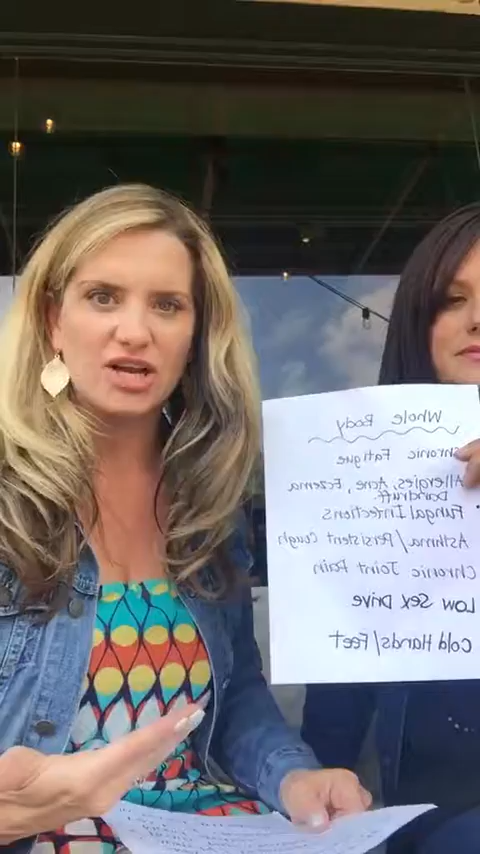 Whole Body
Chronic Fatigue
Allergies, Acne, Eczema
Dandruff
Fungal Infections
Asthma/Persistent Cough
Chronic Joint Pain
Low Sex Drive
Cold Hands/Feet